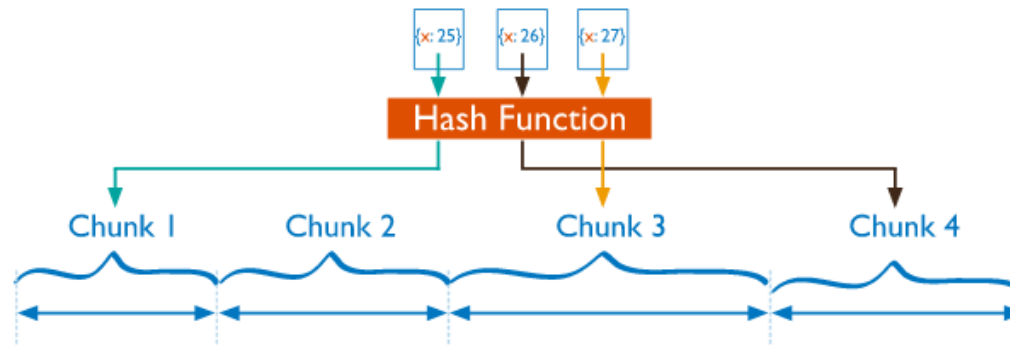 {x: 25} {x: 26} {x: 27}
Hash Function
Chunk 1 Chunk 2 Chunk 3 Chunk 4